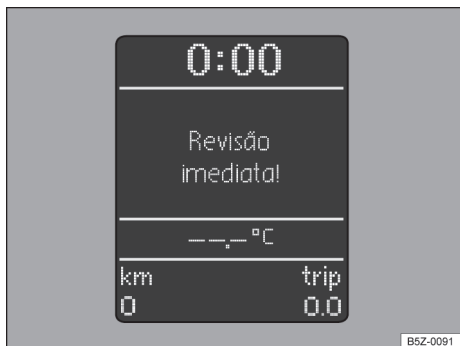 0:00
Revisão
imediata!
––.–°C
km trip
0 0.0
B5Z-0091